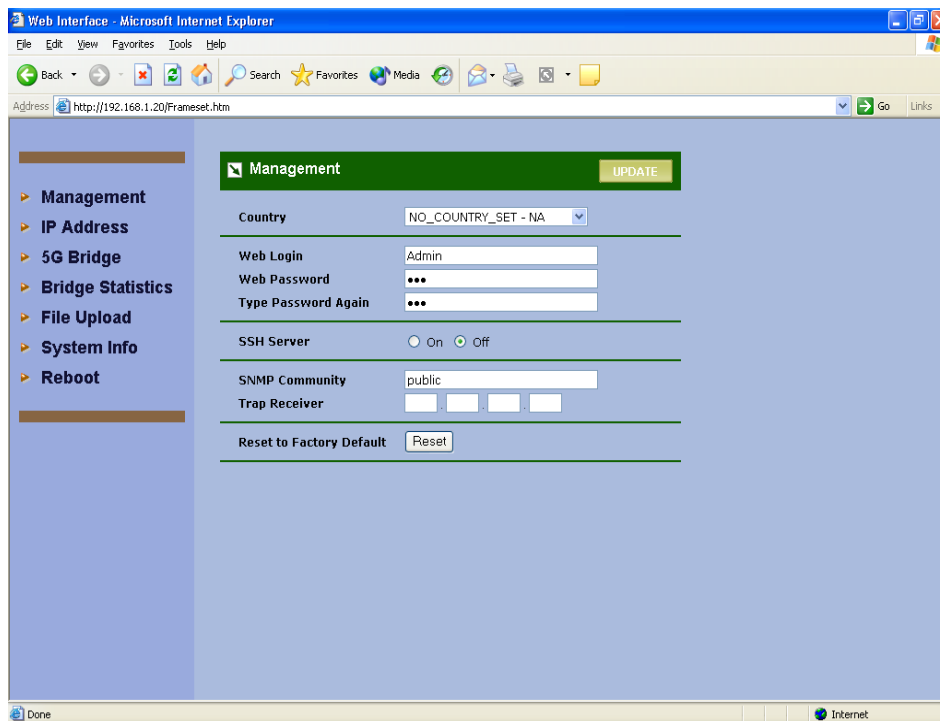 Web Interface - Microsoft Internet Explorer
File Edit View Favorites Tools Help
Back Search Favorites Media
Address http://192.168.1.20/Frameset.htm Go Links
Management
IP Address
5G Bridge
Bridge Statistics
File Upload
System Info
Reboot
Management UPDATE
Country NO_COUNTRY_SET - NA
Web Login Admin
Web Password •••
Type Password Again •••
SSH Server On Off
SNMP Community public
Trap Receiver . . .
Reset to Factory Default Reset
Done Internet